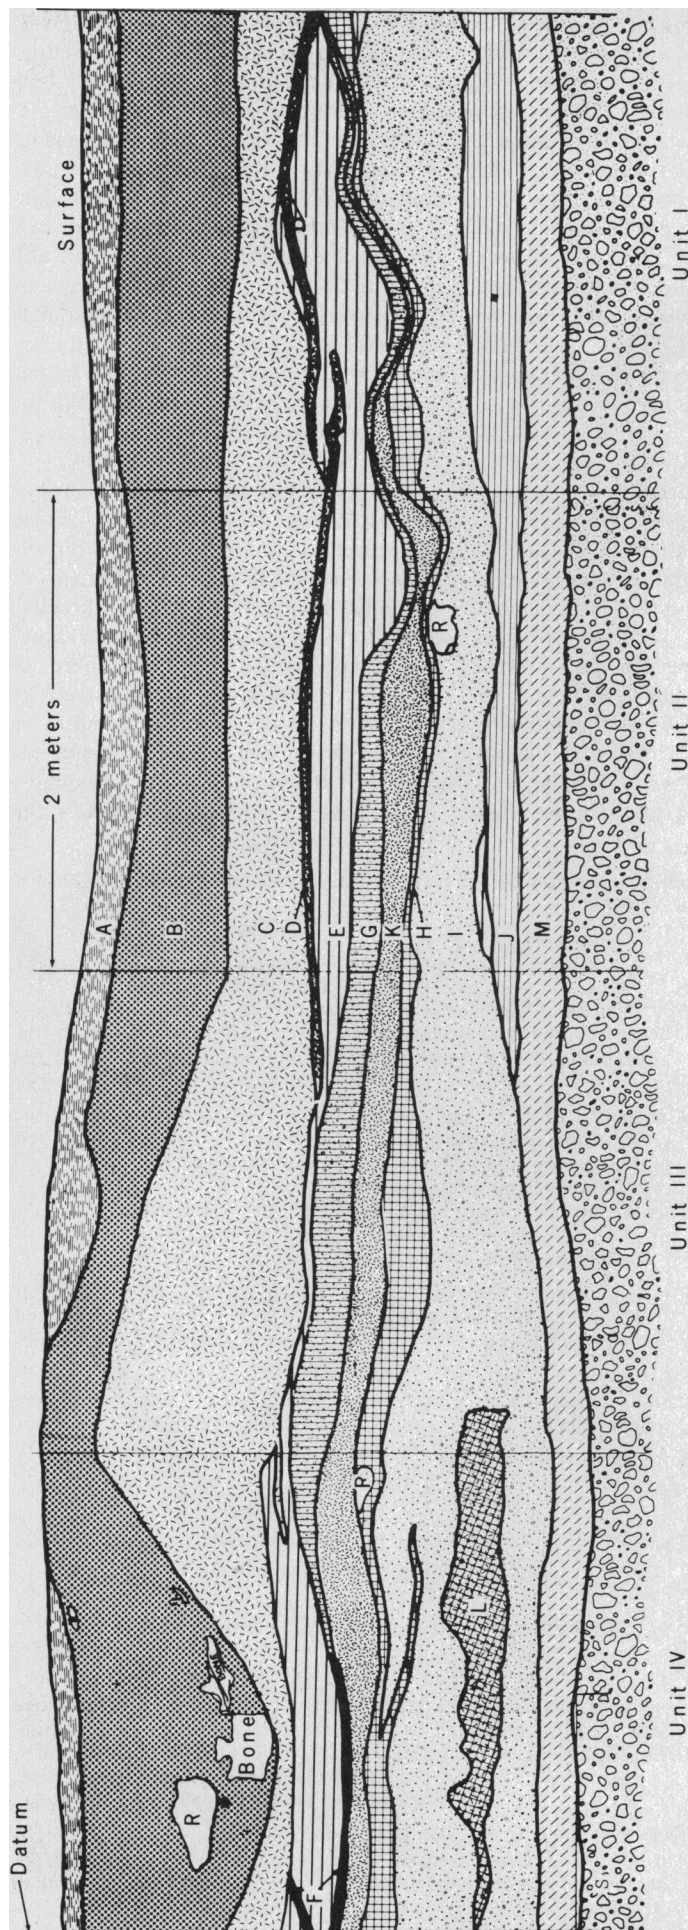 Datum
2 meters
Surface
A
B
R
Bone
C
D
E
F
G
K
R
H
R
I
L
J
M
Unit IV
Unit III
Unit II
Unit I